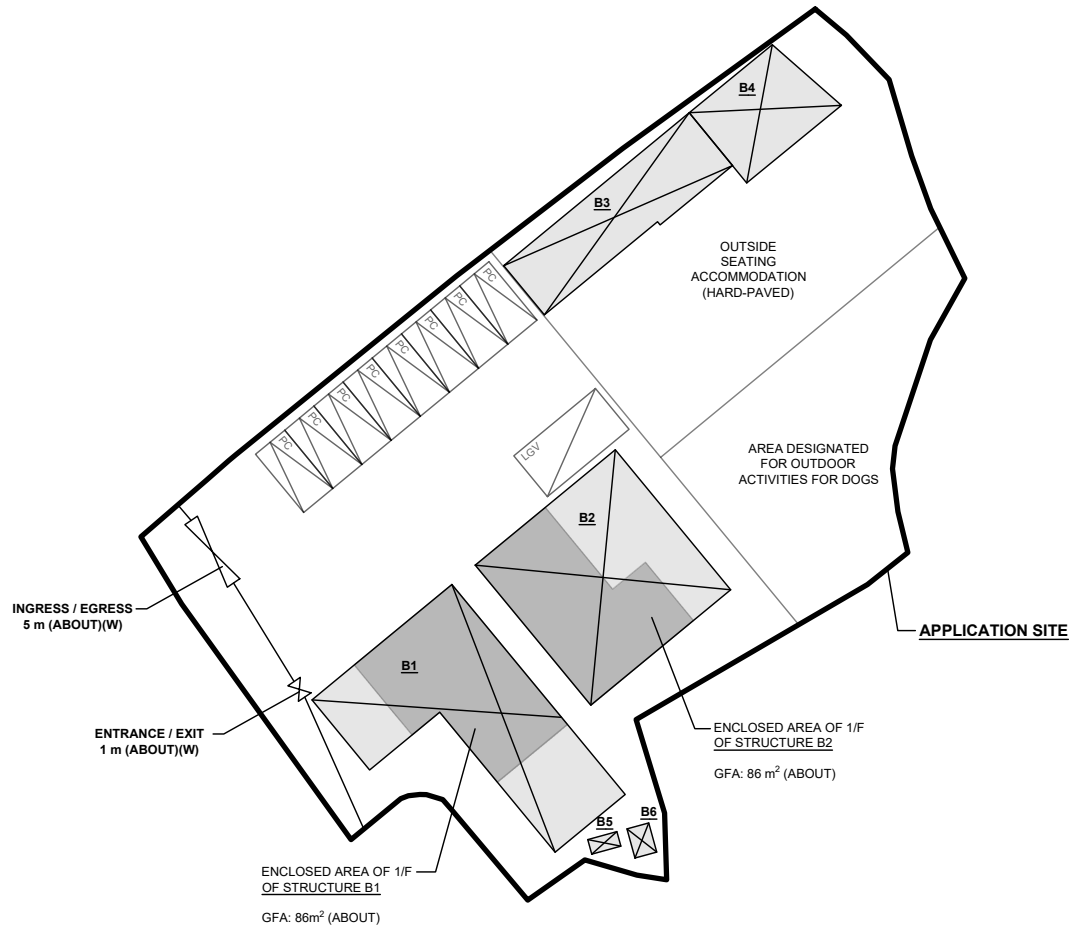 B4
B3
OUTSIDE
SEATING
ACCOMMODATION
(HARD-PAVED)
PC
PC
PC
PC
PC
PC
PC
PC
LGV
AREA DESIGNATED
FOR OUTDOOR
ACTIVITIES FOR DOGS
B2
INGRESS / EGRESS
5 m (ABOUT)(W)
APPLICATION SITE
B1
ENTRANCE / EXIT
1 m (ABOUT)(W)
ENCLOSED AREA OF 1/F
OF STRUCTURE B2
GFA: 86 m² (ABOUT)
B5
B6
ENCLOSED AREA OF 1/F
OF STRUCTURE B1
GFA: 86m² (ABOUT)